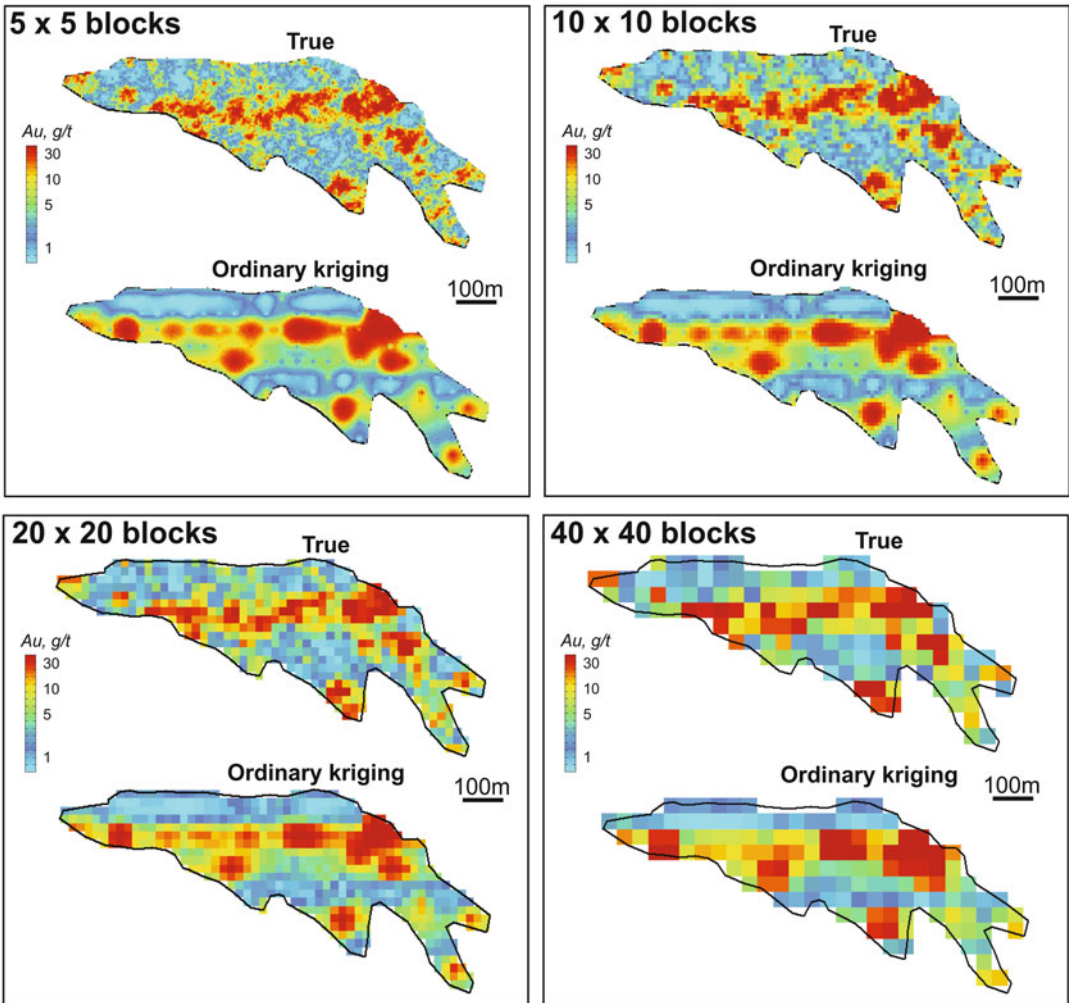 5 x 5 blocks
True
Au, g/t
30
10
5
1
Ordinary kriging
100m
10 x 10 blocks
True
Au, g/t
30
10
5
1
Ordinary kriging
100m
20 x 20 blocks
True
Au, g/t
30
10
5
1
Ordinary kriging
100m
40 x 40 blocks
True
Au, g/t
30
10
5
1
Ordinary kriging
100m